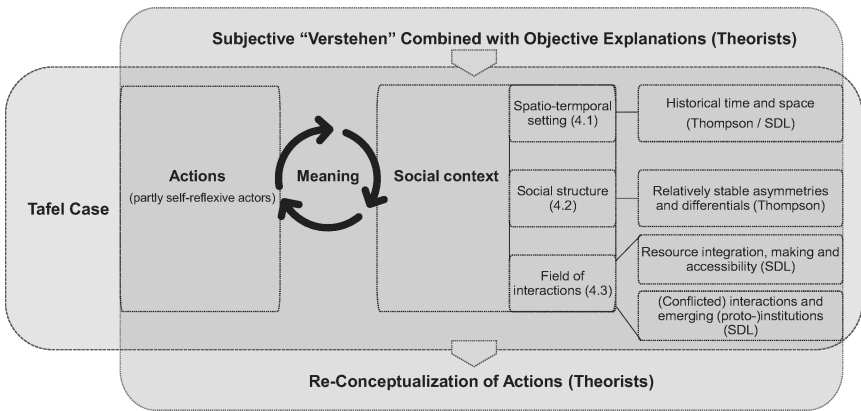 Subjective “Verstehen” Combined with Objective Explanations (Theorists)
Tafel Case
Actions
(partly self-reflexive actors)
Meaning
Social context
Spatio-termporal
setting (4.1)
Historical time and space
(Thompson / SDL)
Social structure
(4.2)
Relatively stable asymmetries
and differentials (Thompson)
Field of
interactions (4.3)
Resource integration, making and
accessibility (SDL)
(Conflicted) interactions and
emerging (proto-)institutions
(SDL)
Re-Conceptualization of Actions (Theorists)